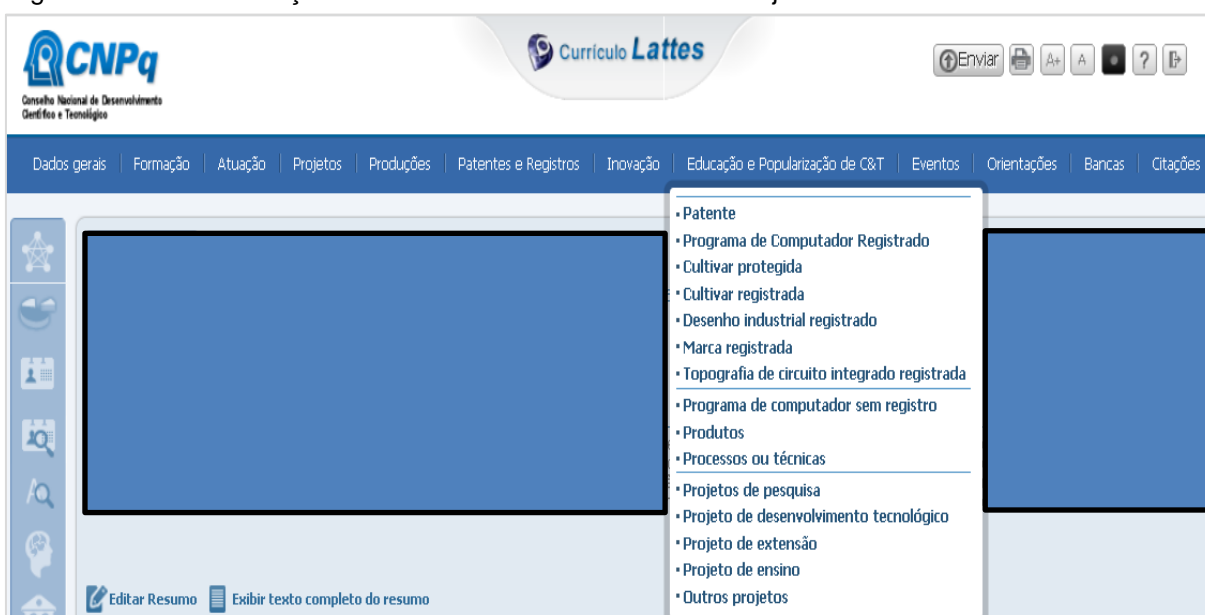 CNPq
Conselho Nacional de Desenvolvimento
Científico e Tecnológico
Currículo Lattes
Enviar A+ A ?
Dados gerais Formação Atuação Projetos Produções Patentes e Registros Inovação Educação e Popularização de C&T Eventos Orientações Bancas Citações
Patente
Programa de Computador Registrado
Cultivar protegida
Cultivar registrada
Desenho industrial registrado
Marca registrada
Topografia de circuito integrado registrada
Programa de computador sem registro
Produtos
Processos ou técnicas
Projetos de pesquisa
Projeto de desenvolvimento tecnológico
Projeto de extensão
Projeto de ensino
Outros projetos
Editar Resumo Exibir texto completo do resumo